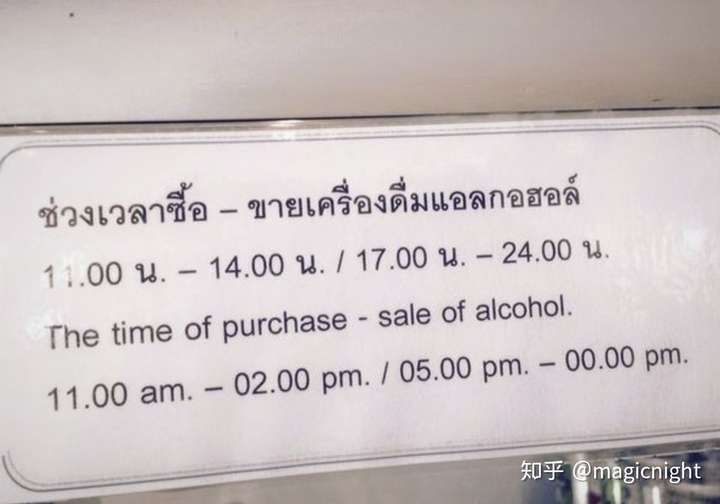 ช่วงเวลาซื้อ – ขายเครื่องดื่มแอลกอฮอล์
11.00 น. – 14.00 น. / 17.00 น. – 24.00 น.
The time of purchase - sale of alcohol.
11.00 am. – 02.00 pm. / 05.00 pm. – 00.00 pm.
知乎 @magicnight